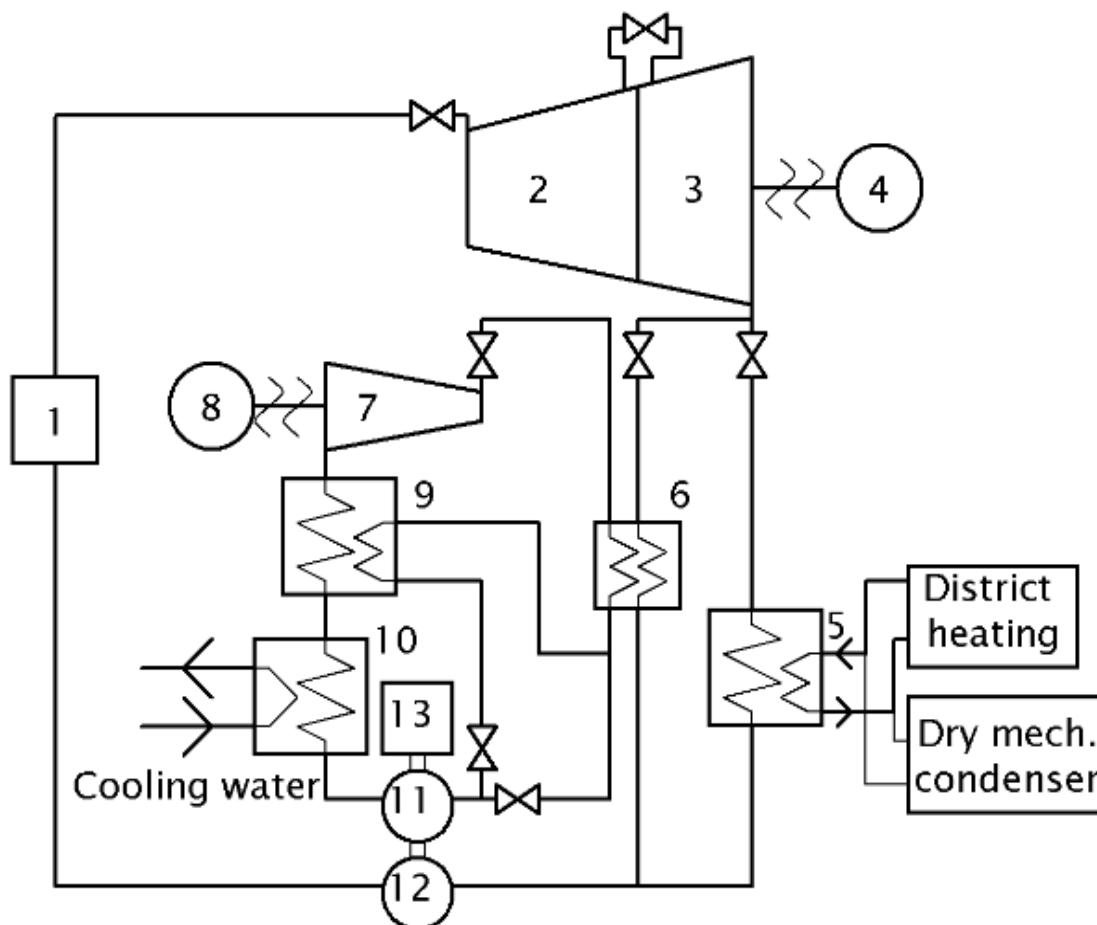 2
3
4
1
8
7
9
6
District
heating
5
10
13
Dry mech.
condenser
Cooling water
11
12